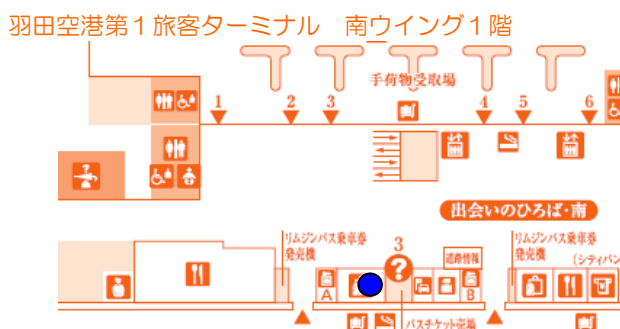 羽田空港第１旅客ターミナル　南ウイング１階
手荷物受取場
1 2 3 4 5 6
出会いのひろば・南
リムジンバス乗車券
発売機
3
?
道路情報
リムジンバス乗車券
発売機
(シティバン
A
B
バスチケット売場